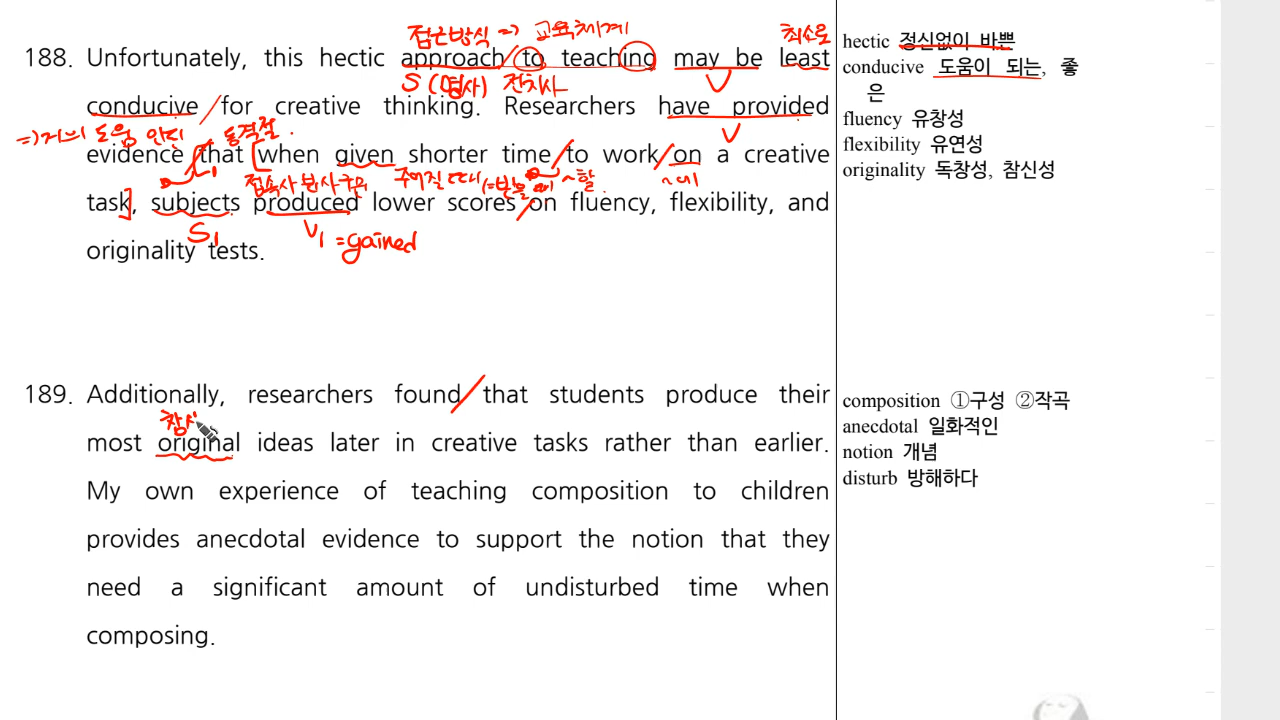 접근방식 => 교육체계
최소로
188. Unfortunately, this hectic approach / to teaching may be least
S (명사) 전치사 V
conducive / for creative thinking. Researchers have provided
=> 거의 도움 안된 동격절. V
evidence / that [when given shorter time / to work / on a creative
접속사 분사구문 주어질 때 ~할 ~에
task], subjects produced lower scores / on fluency, flexibility, and
S1 V1 =gained
originality tests.
hectic 정신없이 바쁜
conducive 도움이 되는, 좋
은
fluency 유창성
flexibility 유연성
originality 독창성, 참신성
189. Additionally, researchers found / that students produce their
most original ideas later in creative tasks rather than earlier.
My own experience of teaching composition to children
provides anecdotal evidence to support the notion that they
need a significant amount of undisturbed time when
composing.
composition ①구성 ②작곡
anecdotal 일화적인
notion 개념
disturb 방해하다